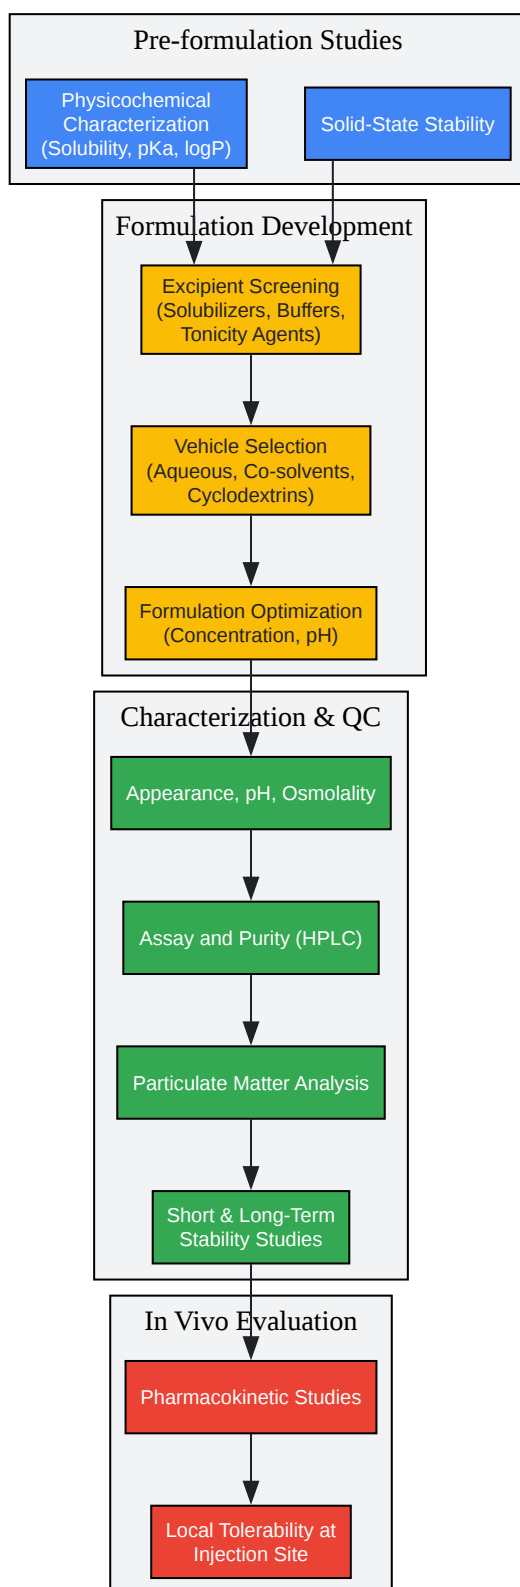 Pre-formulation Studies
Physicochemical
Characterization
(Solubility, pKa, logP)
Solid-State Stability
Formulation Development
Excipient Screening
(Solubilizers, Buffers,
Tonicity Agents)
Vehicle Selection
(Aqueous, Co-solvents,
Cyclodextrins)
Formulation Optimization
(Concentration, pH)
Characterization & QC
Appearance, pH, Osmolality
Assay and Purity (HPLC)
Particulate Matter Analysis
Short & Long-Term
Stability Studies
In Vivo Evaluation
Pharmacokinetic Studies
Local Tolerability at
Injection Site